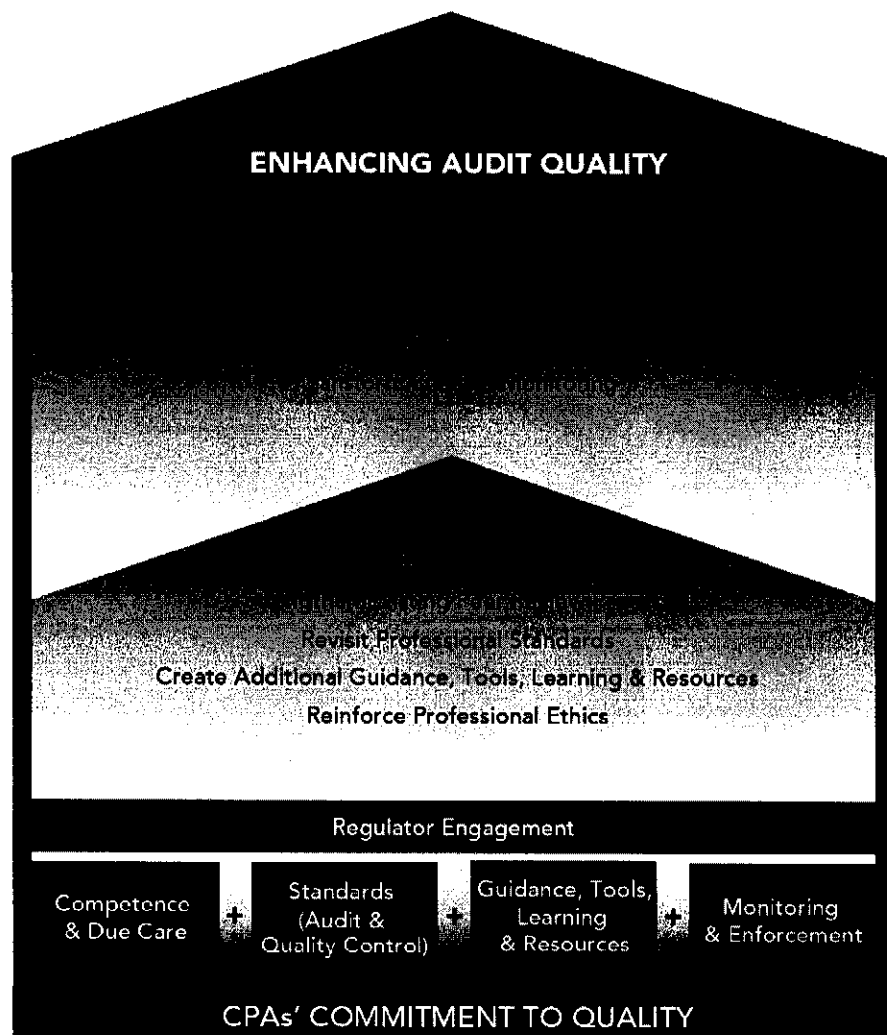 ENHANCING AUDIT QUALITY
Revisit Professional Standards
Create Additional Guidance, Tools, Learning & Resources
Reinforce Professional Ethics
Regulator Engagement
Competence
& Due Care
+
Standards
(Audit &
Quality Control)
+
Guidance, Tools,
Learning
& Resources
+
Monitoring
& Enforcement
CPAs' COMMITMENT TO QUALITY